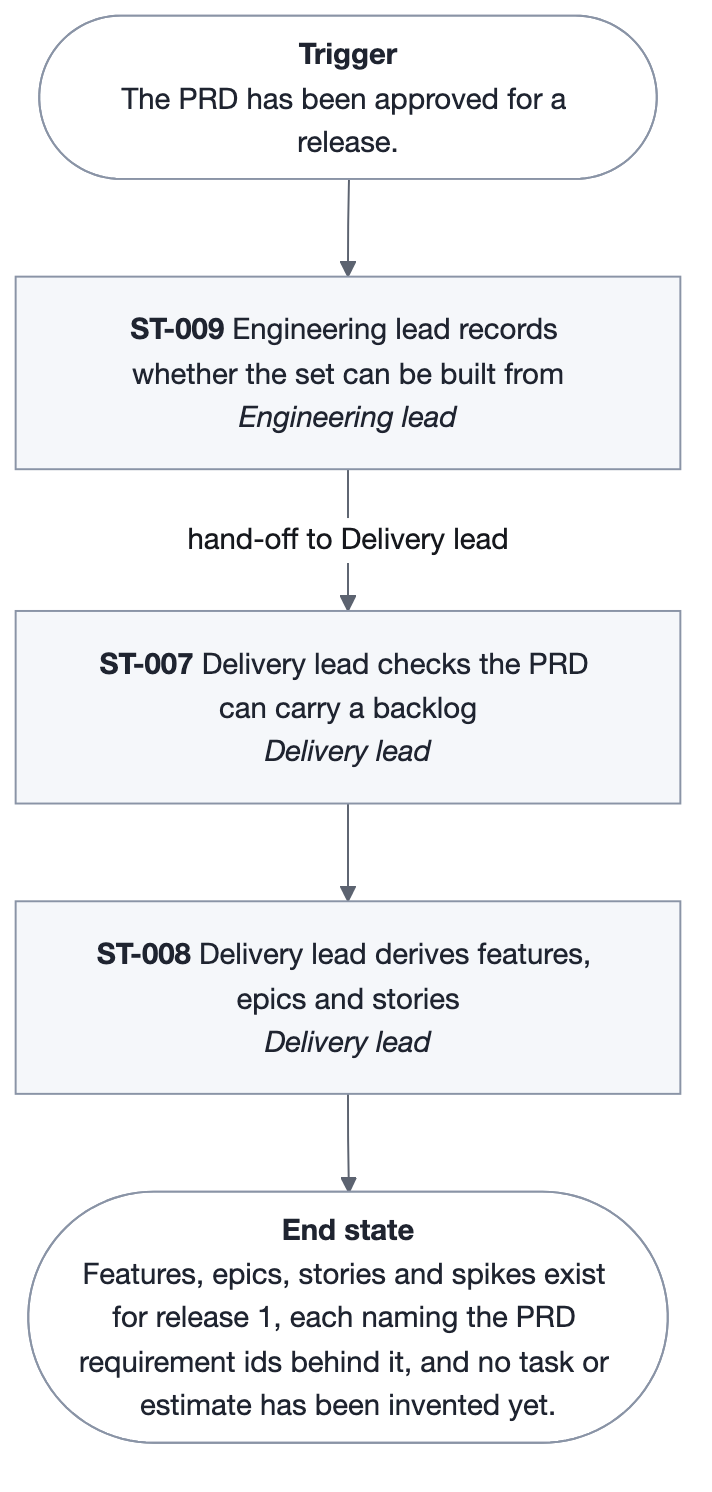 Trigger
The PRD has been approved for a
release.
ST-009 Engineering lead records
whether the set can be built from
Engineering lead
hand-off to Delivery lead
ST-007 Delivery lead checks the PRD
can carry a backlog
Delivery lead
ST-008 Delivery lead derives features,
epics and stories
Delivery lead
End state
Features, epics, stories and spikes exist
for release 1, each naming the PRD
requirement ids behind it, and no task or
estimate has been invented yet.